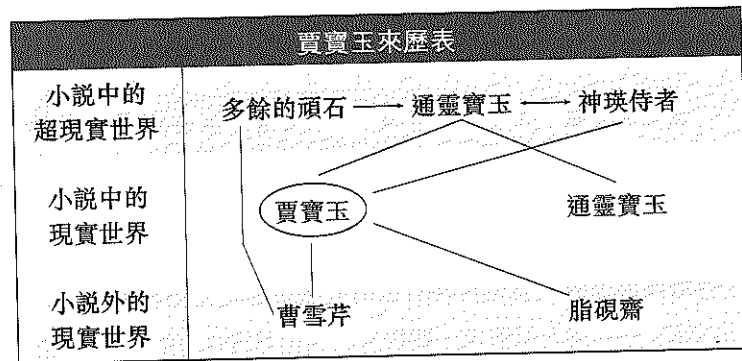 賈寶玉來歷表
小說中的
超現實世界
多餘的頑石
通靈寶玉
神瑛侍者
小說中的
現實世界
賈寶玉
通靈寶玉
小說外的
現實世界
曹雪芹
脂硯齋